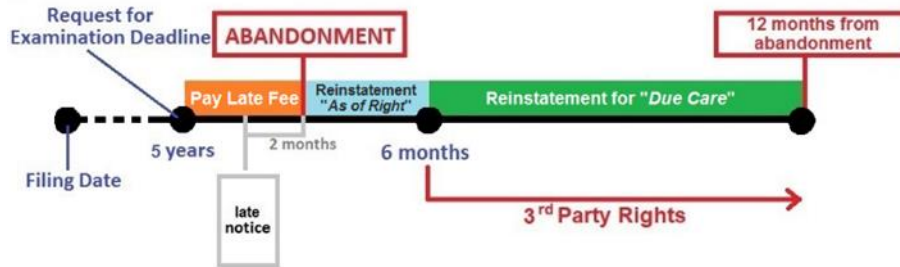 Request for
Examination Deadline
ABANDONMENT
12 months from
abandonment
Pay Late Fee
Reinstatement
"As of Right"
Reinstatement for "Due Care"
2 months
5 years
6 months
Filing Date
late
notice
3rd Party Rights